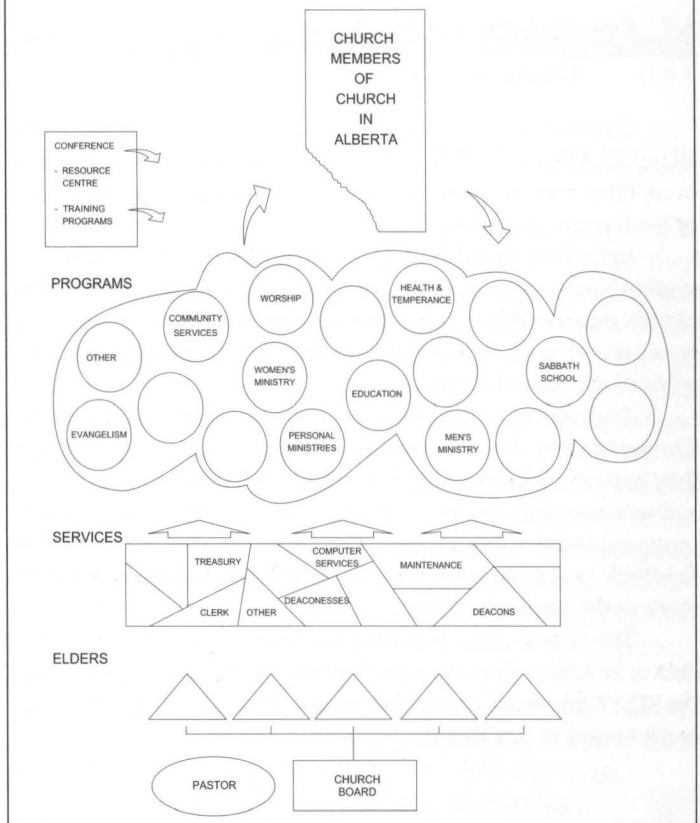 CHURCH
MEMBERS
OF
CHURCH
IN
ALBERTA
CONFERENCE
- RESOURCE
CENTRE
- TRAINING
PROGRAMS
PROGRAMS
WORSHIP
HEALTH &
TEMPERANCE
COMMUNITY
SERVICES
OTHER
WOMEN'S
MINISTRY
EDUCATION
SABBATH
SCHOOL
EVANGELISM
PERSONAL
MINISTRIES
MEN'S
MINISTRY
SERVICES
TREASURY
COMPUTER
SERVICES
MAINTENANCE
CLERK
OTHER
DEACONESSES
DEACONS
ELDERS
PASTOR
CHURCH
BOARD